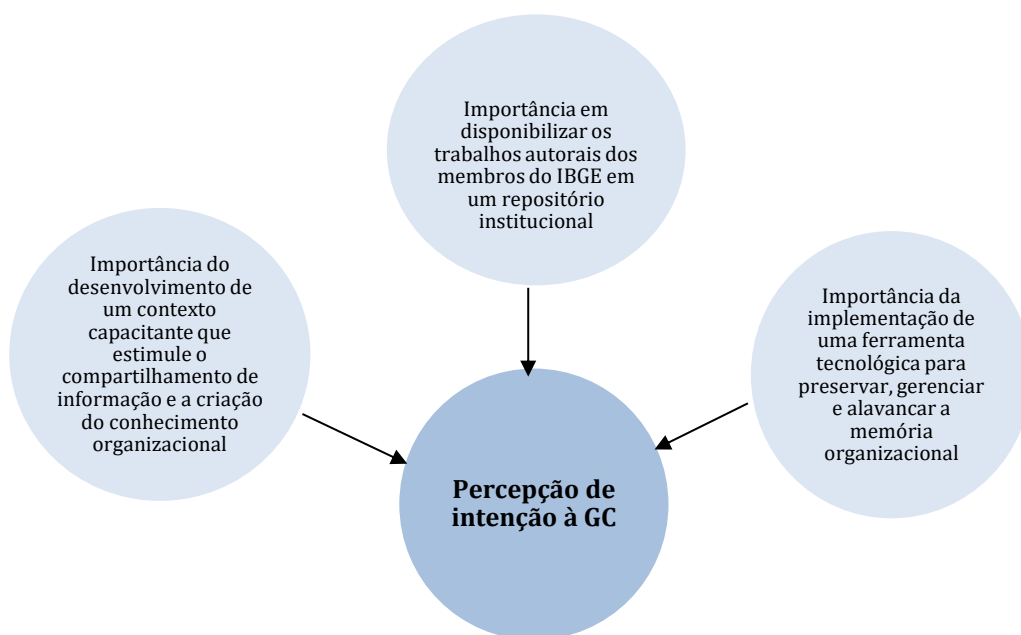 Importância em
disponibilizar os
trabalhos autorais dos
membros do IBGE em
um repositório
institucional
Importância do
desenvolvimento de
um contexto
capacitante que
estimule o
compartilhamento de
informação e a criação
do conhecimento
organizacional
Importância da
implementação de
uma ferramenta
tecnológica para
preservar, gerenciar
e alavancar a
memória
organizacional
Percepção de
intenção à GC